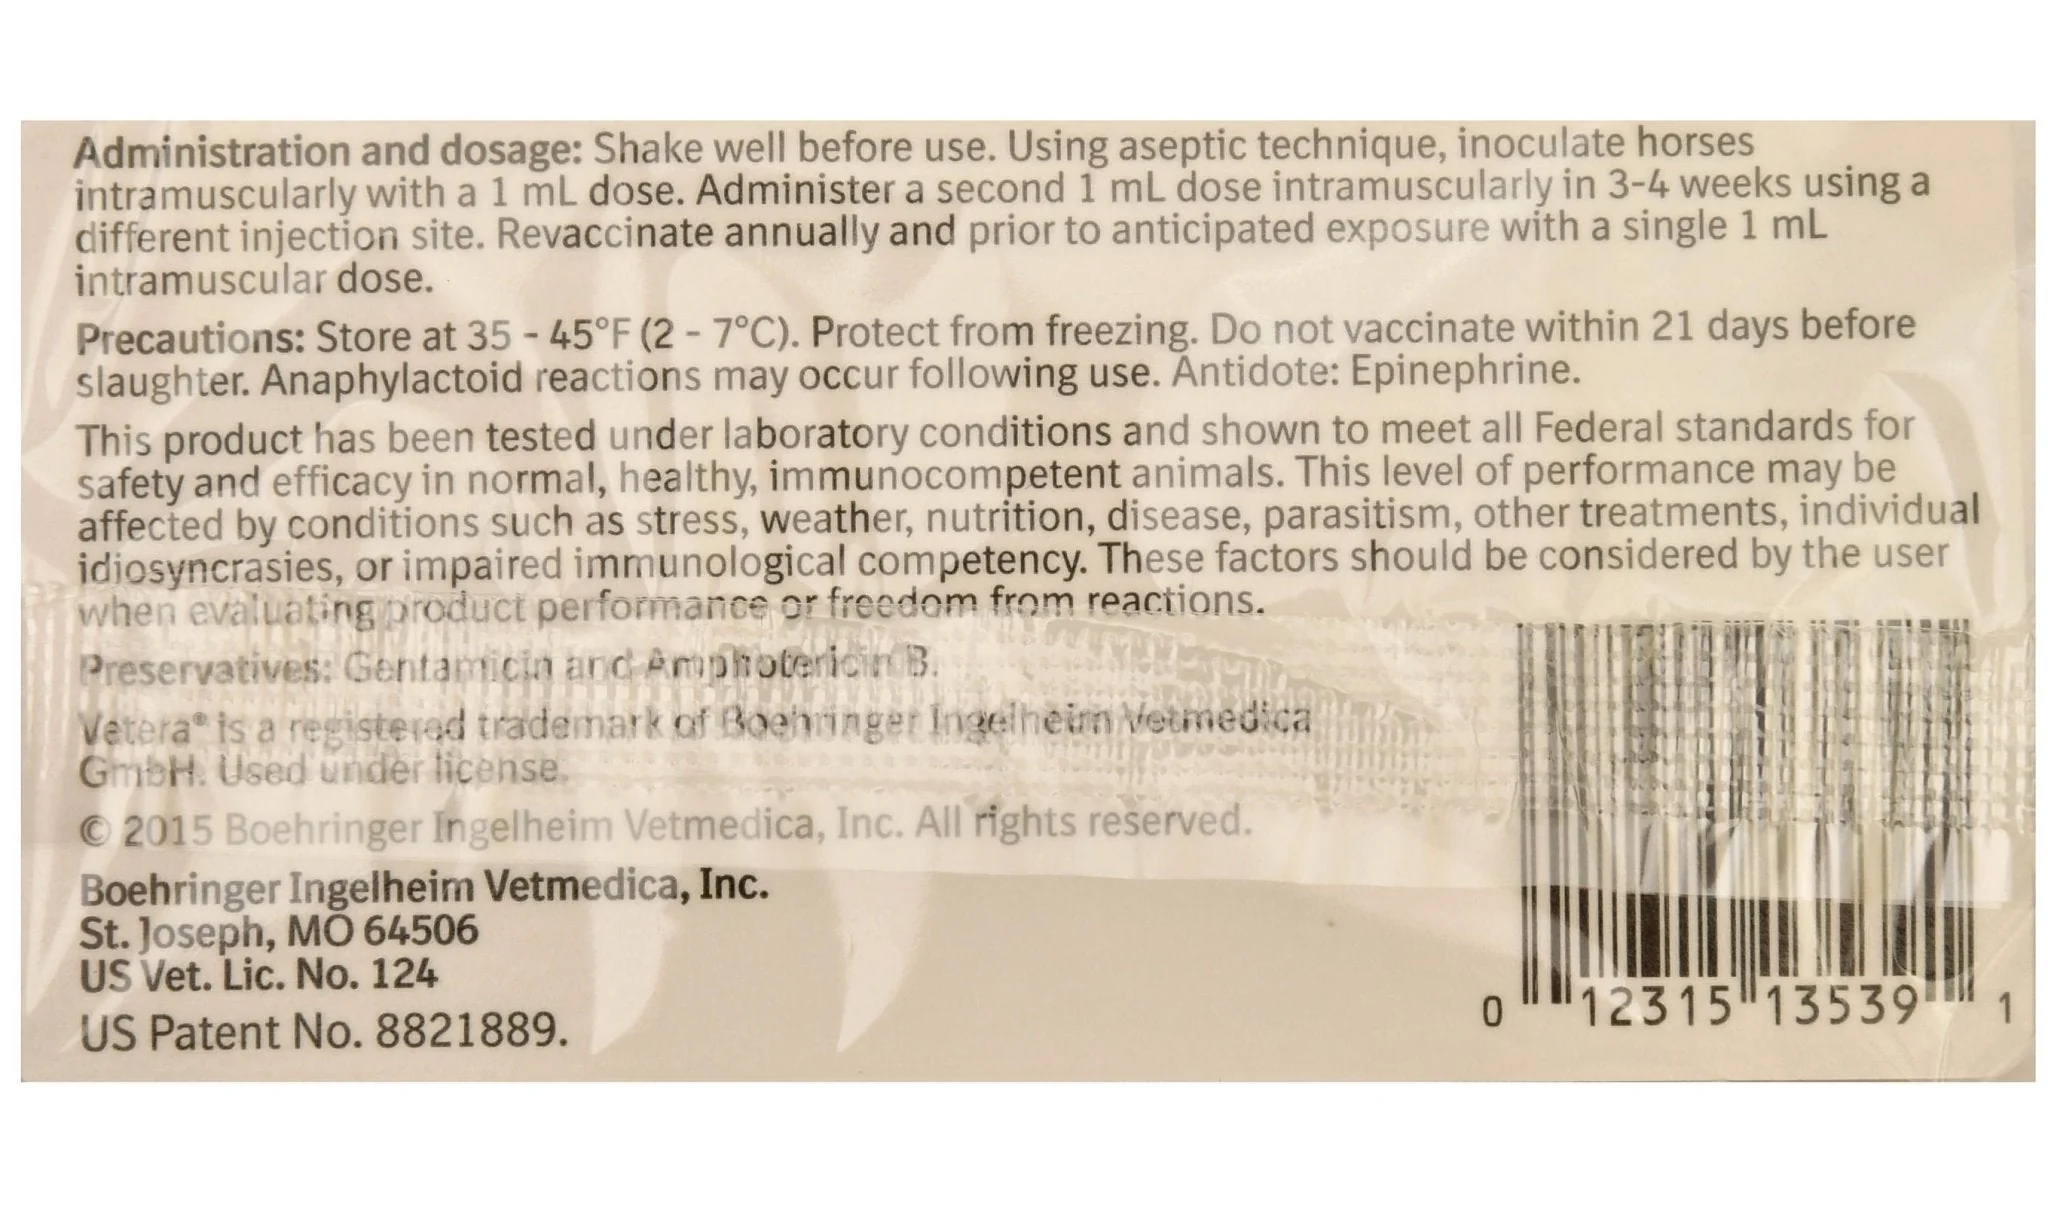 Administration and dosage: Shake well before use. Using aseptic technique, inoculate horses
intramuscularly with a 1 mL dose. Administer a second 1 mL dose intramuscularly in 3-4 weeks using a
different injection site. Revaccinate annually and prior to anticipated exposure with a single 1 mL
intramuscular dose.
Precautions: Store at 35 - 45°F (2 - 7°C). Protect from freezing. Do not vaccinate within 21 days before
slaughter. Anaphylactoid reactions may occur following use. Antidote: Epinephrine.
This product has been tested under laboratory conditions and shown to meet all Federal standards for
safety and efficacy in normal, healthy, immunocompetent animals. This level of performance may be
affected by conditions such as stress, weather, nutrition, disease, parasitism, other treatments, individual
idiosyncrasies, or impaired immunological competency. These factors should be considered by the user
when evaluating product performance or freedom from reactions.
Preservatives: Gentamicin and Amphotericin B.
Vetera® is a registered trademark of Boehringer Ingelheim Vetmedica
GmbH. Used under license.
© 2015 Boehringer Ingelheim Vetmedica, Inc. All rights reserved.
Boehringer Ingelheim Vetmedica, Inc.
St. Joseph, MO 64506
US Vet. Lic. No. 124
US Patent No. 8821889.
0 12315 13539 1